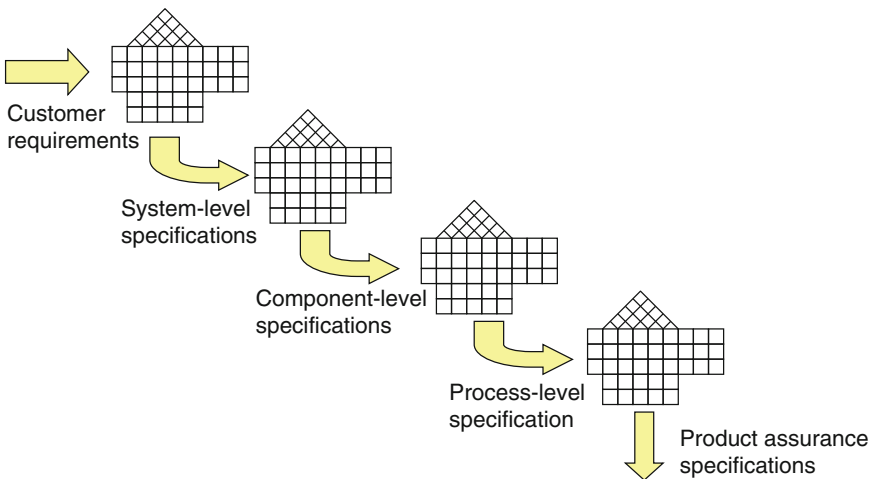 Customer
requirements
System-level
specifications
Component-level
specifications
Process-level
specification
Product assurance
specifications